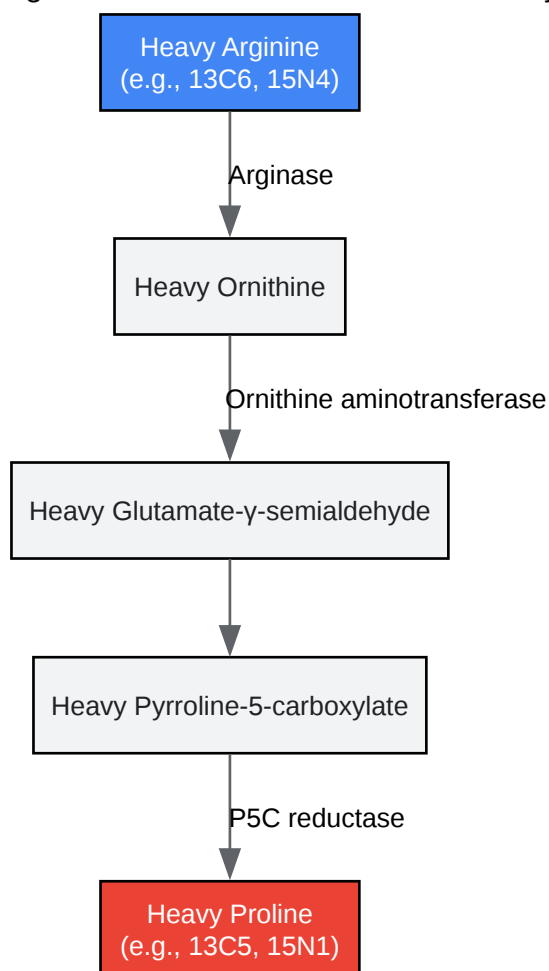 Heavy Arginine
(e.g., 13C6, 15N4)
Arginase
Heavy Ornithine
Ornithine aminotransferase
Heavy Glutamate-γ-semialdehyde
Heavy Pyrroline-5-carboxylate
P5C reductase
Heavy Proline
(e.g., 13C5, 15N1)